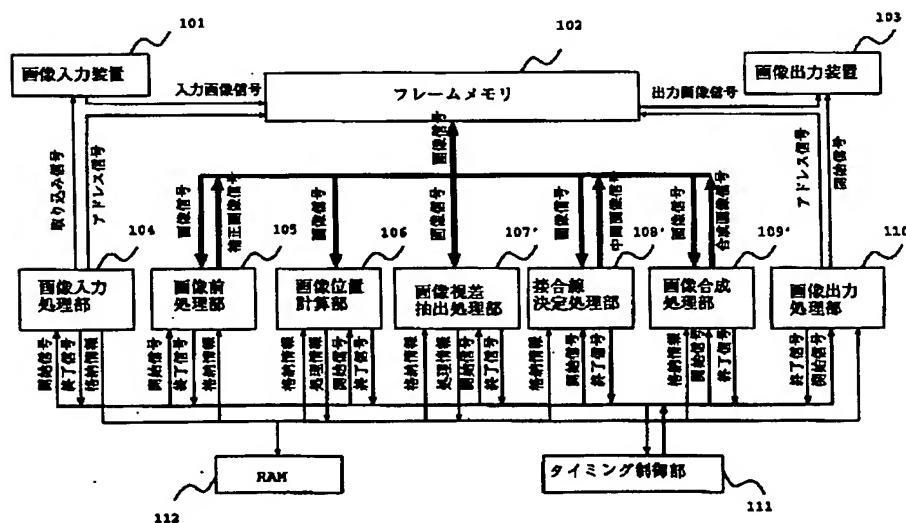 101
102
103
画像入力装置
フレームメモリ
画像出力装置
入力画像信号
出力画像信号
取り込み信号
アドレス信号
画像信号
アドレス信号
開始信号
画像信号
補正画像信号
画像信号
画像信号
画像信号
中間画像信号
画像信号
合成画像信号
104
105
106
107'
108'
109'
110
画像入力
処理部
画像前
処理部
画像位置
計算部
画像視差
抽出処理部
接合線
決定処理部
画像合成
処理部
画像出力
処理部
開始信号
終了信号
格納情報
開始信号
終了信号
格納情報
格納情報
処理情報
開始信号
終了信号
格納情報
処理情報
開始信号
終了信号
格納情報
開始信号
終了信号
格納情報
開始信号
終了信号
終了信号
開始信号
RAM
タイミング制御部
112
111